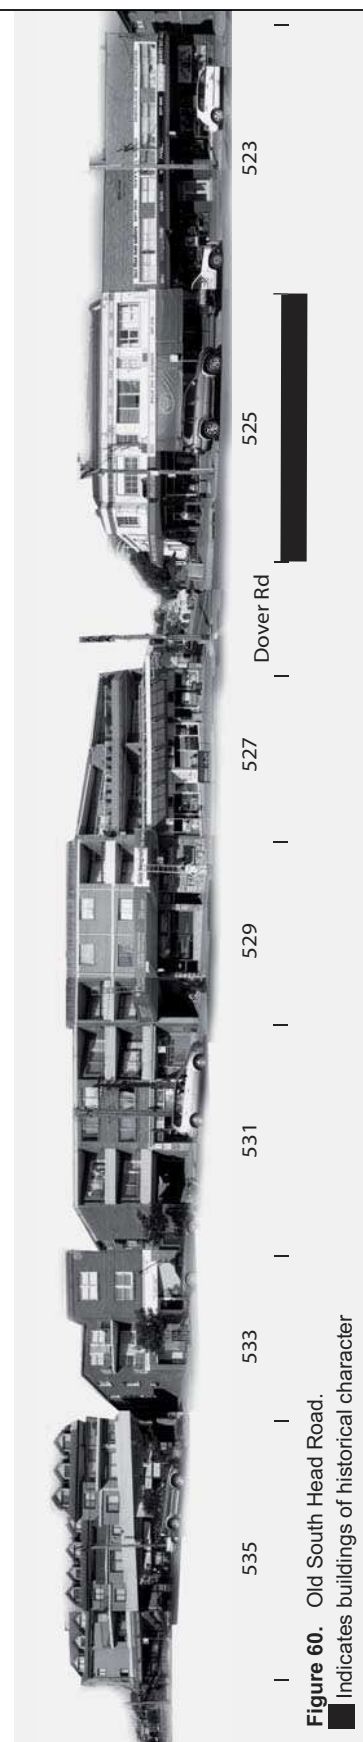 535
533
531
529
527
Dover Rd
525
523
Figure 60. Old South Head Road.
Indicates buildings of historical character